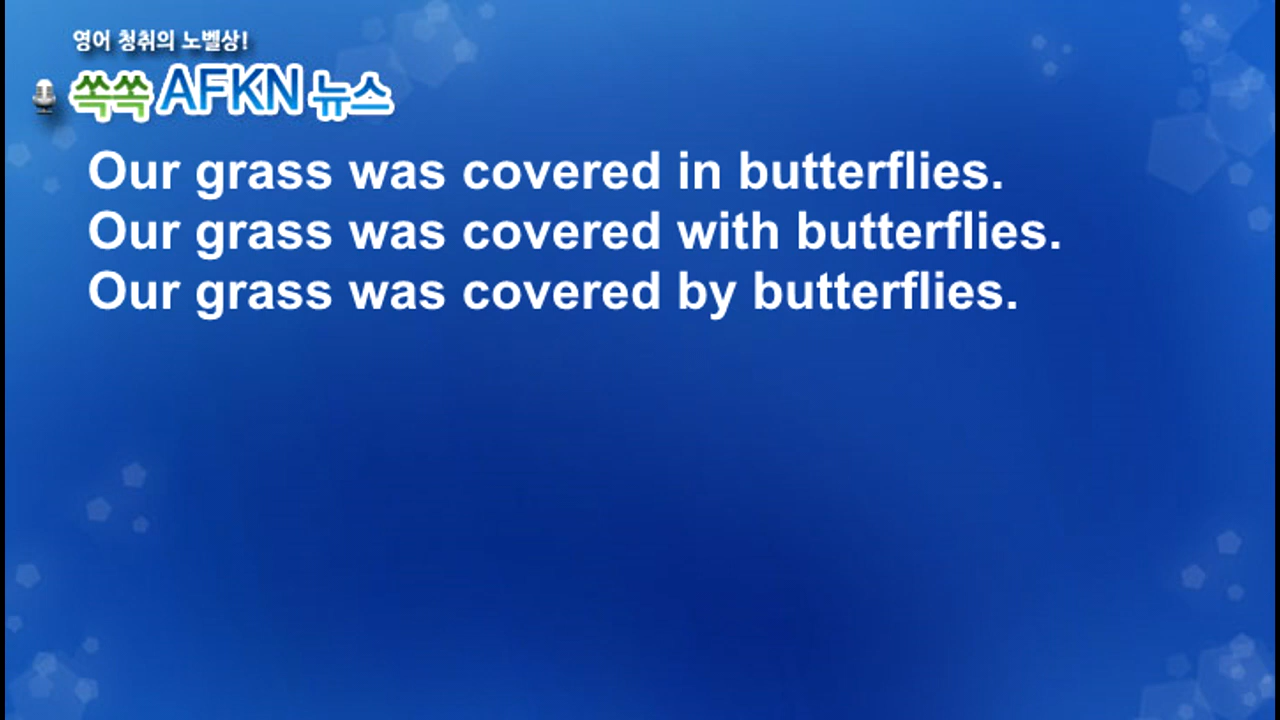 영어 청취의 노벨상!
쏙쏙 AFKN 뉴스
Our grass was covered in butterflies.
Our grass was covered with butterflies.
Our grass was covered by butterflies.